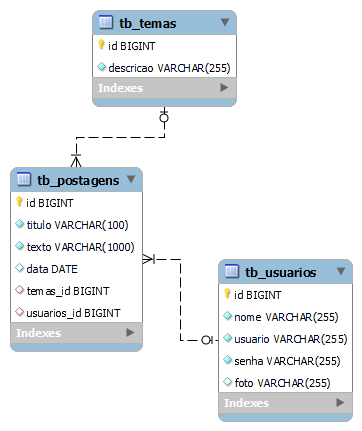 tb_temas
id BIGINT
descricao VARCHAR(255)
Indexes
tb_postagens
id BIGINT
titulo VARCHAR(100)
texto VARCHAR(1000)
data DATE
temas_id BIGINT
usuarios_id BIGINT
Indexes
tb_usuarios
id BIGINT
nome VARCHAR(255)
usuario VARCHAR(255)
senha VARCHAR(255)
foto VARCHAR(255)
Indexes